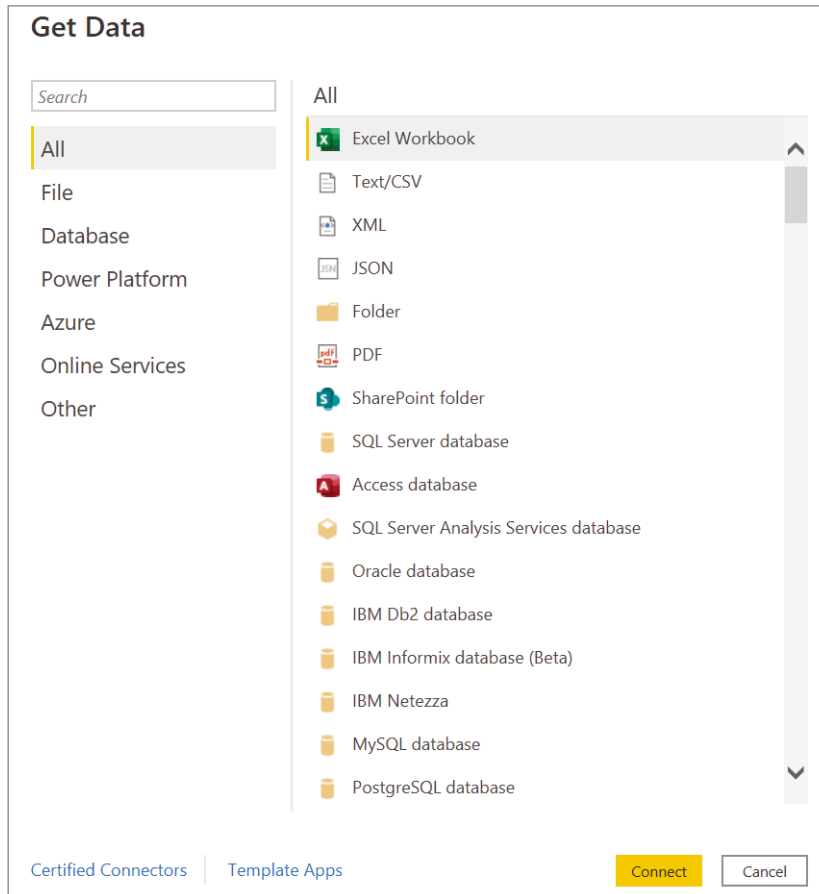 Get Data
Search
All
File
Database
Power Platform
Azure
Online Services
Other
All
Excel Workbook
Text/CSV
XML
JSON
Folder
PDF
SharePoint folder
SQL Server database
Access database
SQL Server Analysis Services database
Oracle database
IBM Db2 database
IBM Informix database (Beta)
IBM Netezza
MySQL database
PostgreSQL database
Certified Connectors
Template Apps
Connect
Cancel